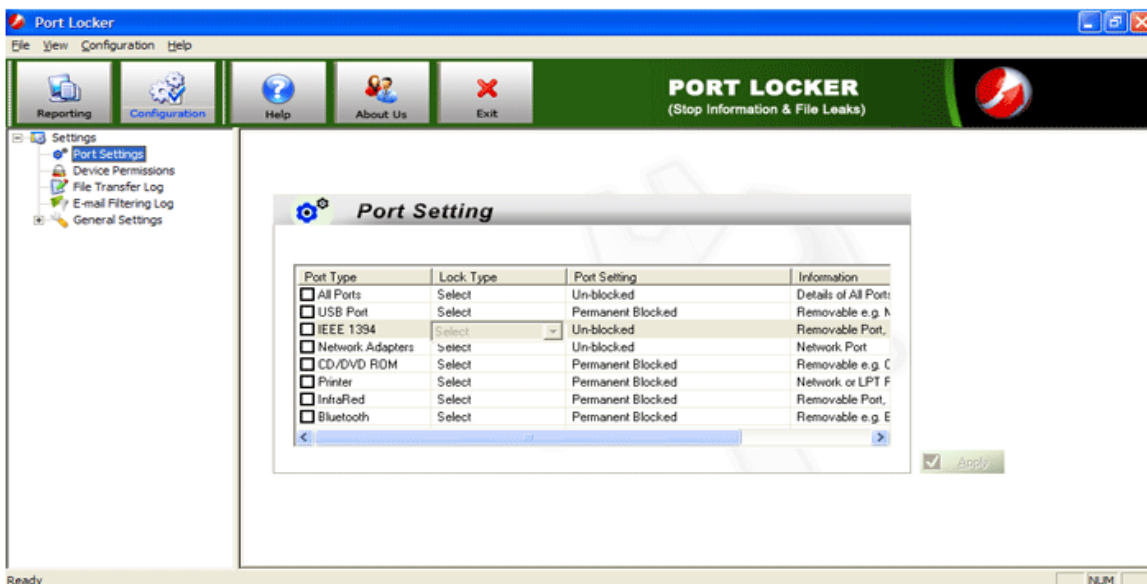 Port Locker
File View Configuration Help
Reporting Configuration Help About Us Exit
PORT LOCKER
(Stop Information & File Leaks)
Settings
Port Settings
Device Permissions
File Transfer Log
E-mail Filtering Log
General Settings
Port Setting
Port Type Lock Type Port Setting Information
All Ports Select Un-blocked Details of All Ports
USB Port Select Permanent Blocked Removable e.g.
IEEE 1394 Select Un-blocked Removable Port,
Network Adapters Select Un-blocked Network Port
CD/DVD ROM Select Permanent Blocked Removable e.g.
Printer Select Permanent Blocked Network or LPT
InfraRed Select Permanent Blocked Removable Port,
Bluetooth Select Permanent Blocked Removable e.g.
Apply
Ready NUM